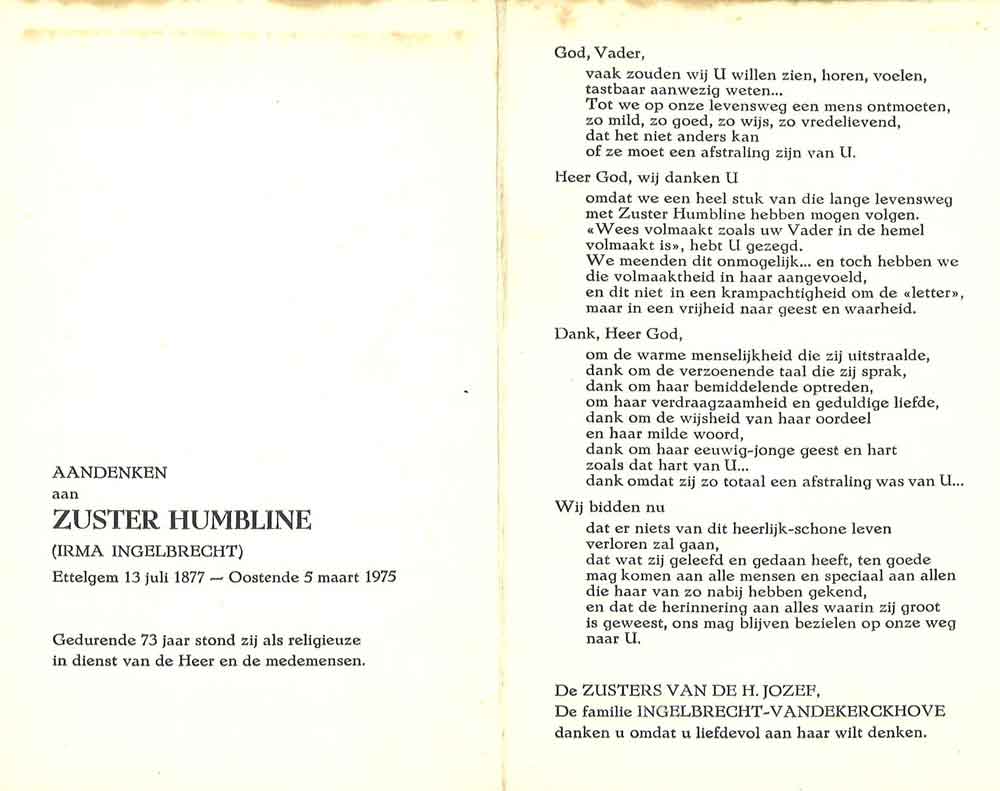 AANDENKEN
aan
ZUSTER HUMBLINE
(IRMA INGELBRECHT)
Ettelgem 13 juli 1877 — Oostende 5 maart 1975
Gedurende 73 jaar stond zij als religieuze
in dienst van de Heer en de medemensen.
God, Vader,
vaak zouden wij U willen zien, horen, voelen,
tastbaar aanwezig weten...
Tot we op onze levensweg een mens ontmoeten,
zo mild, zo goed, zo wijs, zo vredelievend,
dat het niet anders kan
of ze moet een afstraling zijn van U.
Heer God, wij danken U
omdat we een heel stuk van die lange levensweg
met Zuster Humbline hebben mogen volgen.
«Wees volmaakt zoals uw Vader in de hemel
volmaakt is», hebt U gezegd.
We meenden dit onmogelijk... en toch hebben we
die volmaaktheid in haar aangevoeld,
en dit niet in een krampachtigheid om de «letter»,
maar in een vrijheid naar geest en waarheid.
Dank, Heer God,
om de warme menselijkheid die zij uitstraalde,
dank om de verzoenende taal die zij sprak,
dank om haar bemiddelende optreden,
om haar verdraagzaamheid en geduldige liefde,
dank om de wijsheid van haar oordeel
en haar milde woord,
dank om haar eeuwig-jonge geest en hart
zoals dat hart van U...
dank omdat zij zo totaal een afstraling was van U...
Wij bidden nu
dat er niets van dit heerlijk-schone leven
verloren zal gaan,
dat wat zij geleefd en gedaan heeft, ten goede
mag komen aan alle mensen en speciaal aan allen
die haar van zo nabij hebben gekend,
en dat de herinnering aan alles waarin zij groot
is geweest, ons mag blijven bezielen op onze weg
naar U.
De ZUSTERS VAN DE H. JOZEF,
De familie INGELBRECHT-VANDEKERCKHOVE
danken u omdat u liefdevol aan haar wilt denken.